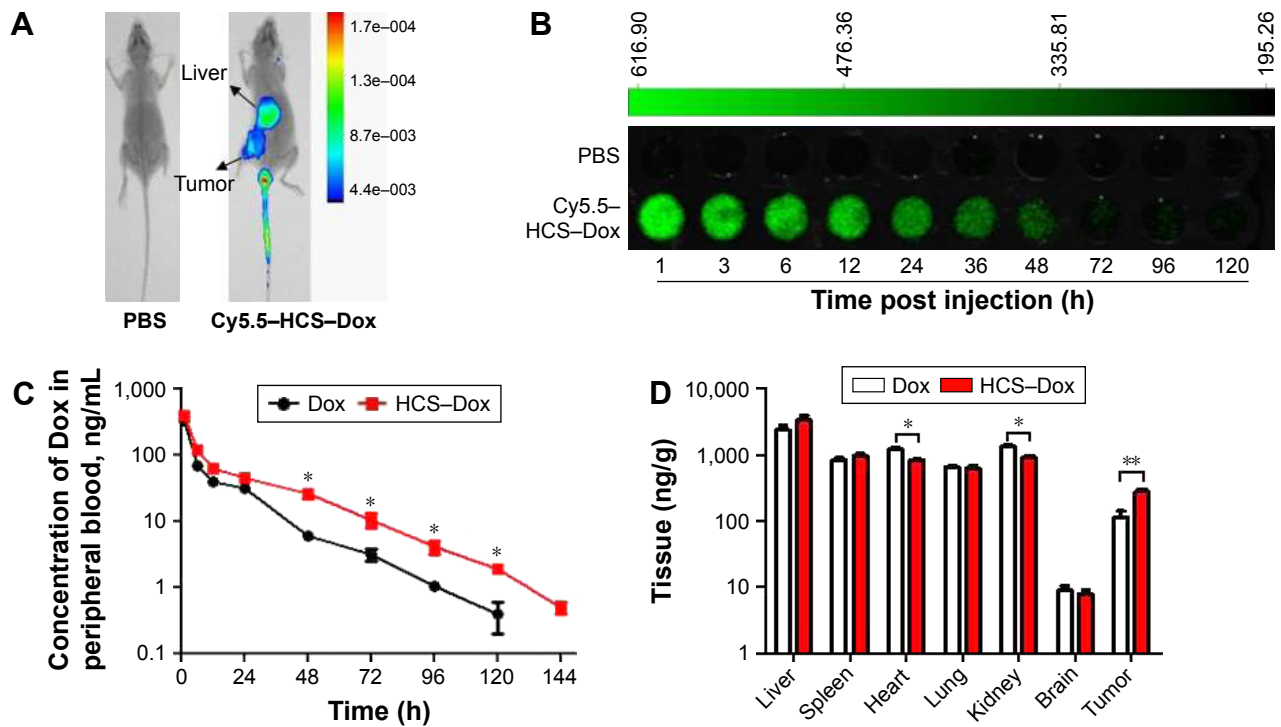 A
1.7e–004
1.3e–004
8.7e–003
4.4e–003
Liver
Tumor
PBS
Cy5.5–HCS–Dox
B
616.90
476.36
335.81
195.26
PBS
Cy5.5–
HCS–Dox
1 3 6 12 24 36 48 72 96 120
Time post injection (h)
C
Concentration of Dox in
peripheral blood, ng/mL
1,000
100
10
1
0.1
Dox HCS–Dox
* * * *
0 24 48 72 96 120 144
Time (h)
D
Tissue (ng/g)
10,000
1,000
100
10
1
Dox HCS–Dox
* * **
Liver Spleen Heart Lung Kidney Brain Tumor